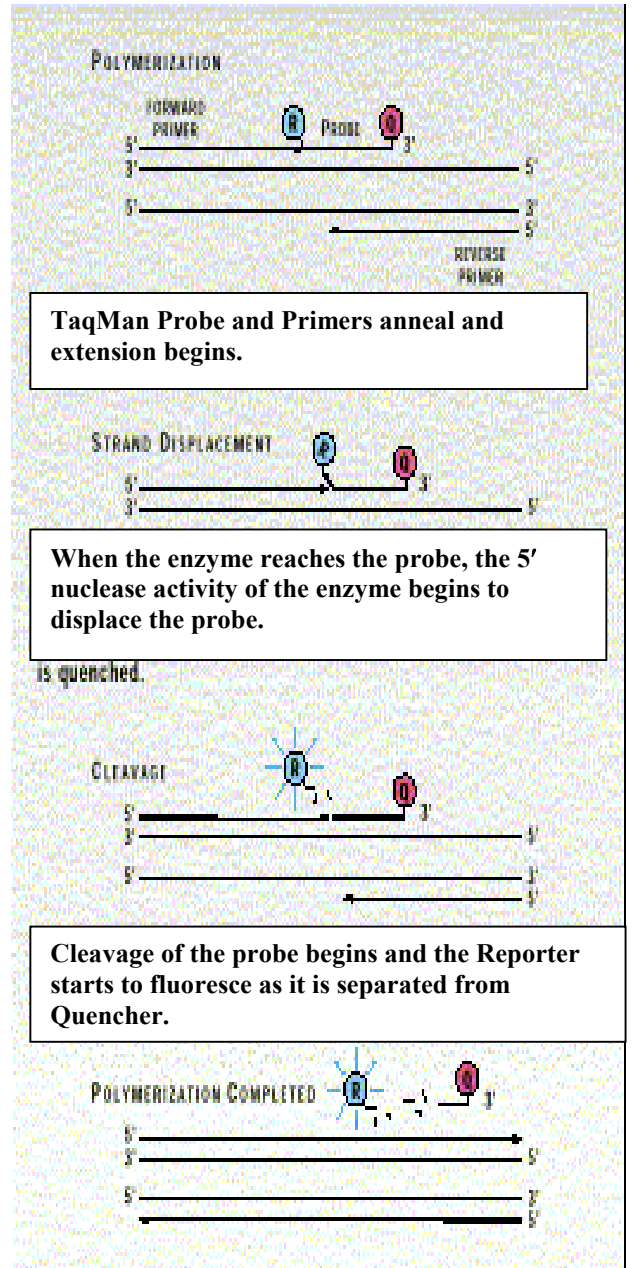 POLYMERIZATION
FORWARD
PRIMER
R PROBE Q
5' 3'
3' 5'
5' 3'
5'
REVERSE
PRIMER
TaqMan Probe and Primers anneal and
extension begins.
STRAND DISPLACEMENT
R
Q
5' 3'
3' 5'
When the enzyme reaches the probe, the 5′
nuclease activity of the enzyme begins to
displace the probe.
is quenched.
R
CLEAVAGE
Q
5' 3'
3' 5'
5' 3'
5'
Cleavage of the probe begins and the Reporter
starts to fluoresce as it is separated from
Quencher.
POLYMERIZATION COMPLETED R Q
3'
5'
3' 5'
5' 3'
5'